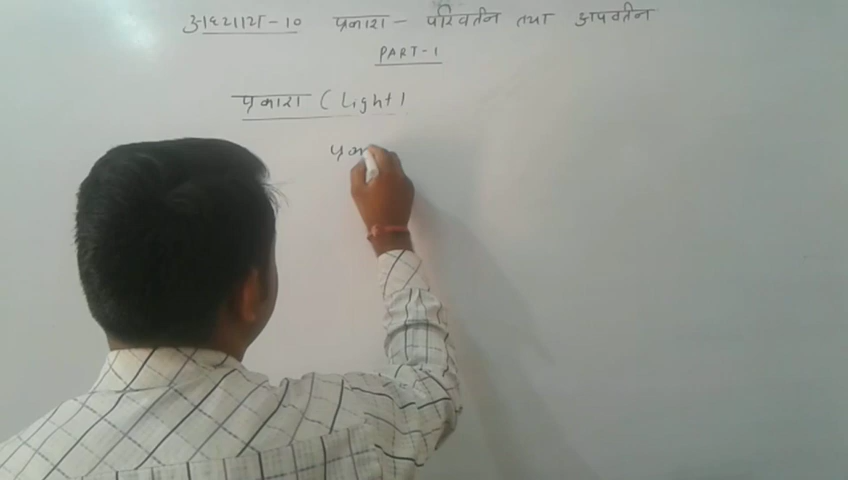 अध्याय-10 प्रकाश- परिवर्तन तथा अपवर्तन
PART-1
प्रकाश (Light)